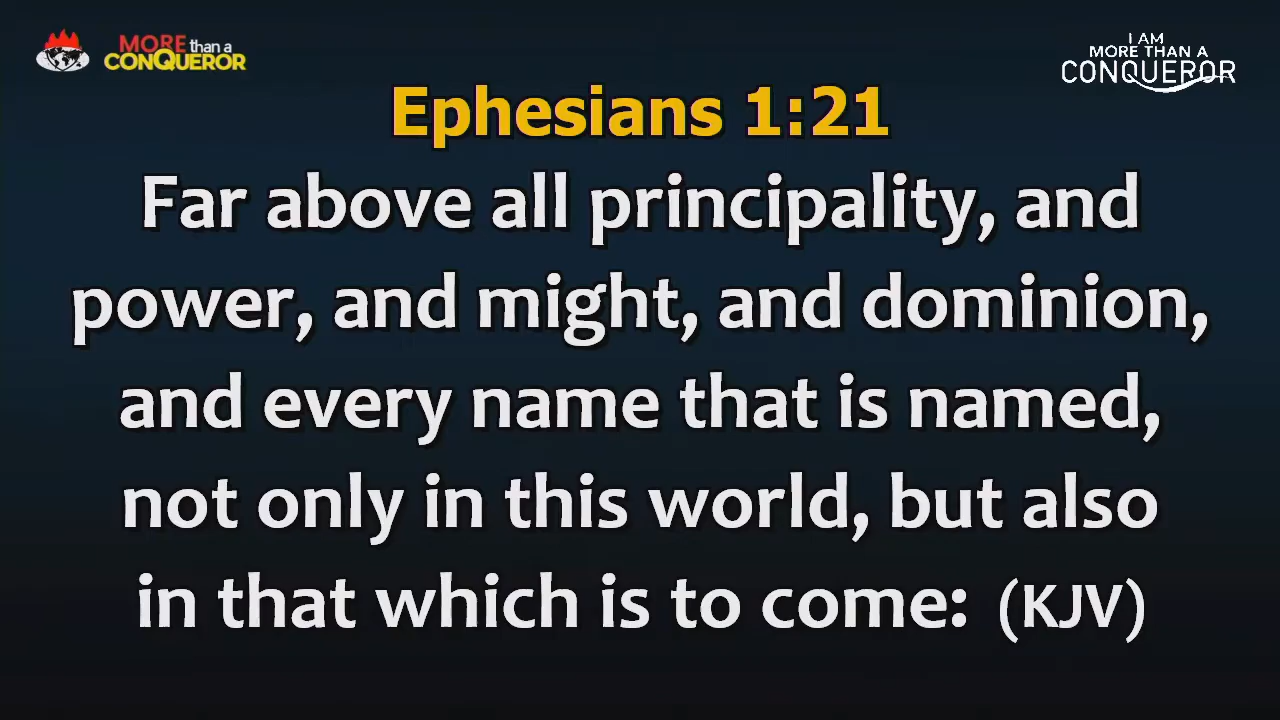 MORE than a
CONQUEROR
I AM
MORE THAN A
CONQUEROR
Ephesians 1:21
Far above all principality, and
power, and might, and dominion,
and every name that is named,
not only in this world, but also
in that which is to come: (KJV)